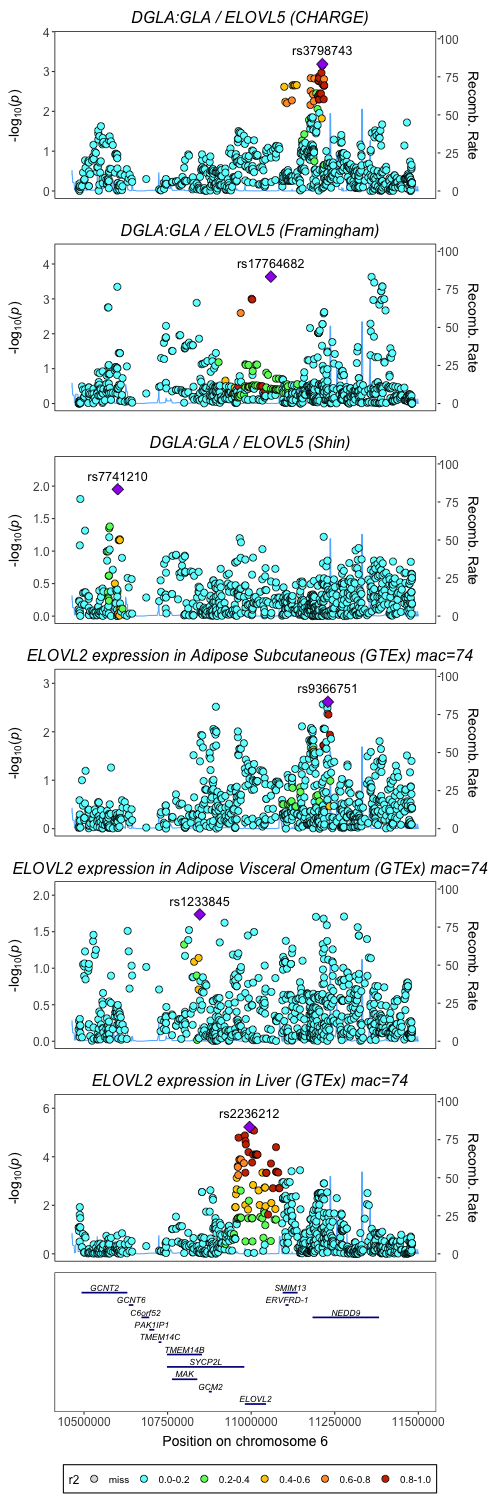 DGLA:GLA / ELOVL5 (CHARGE)
rs3798743
4
3
2
1
0
100
75
50
25
0
-log10(p)
Recomb. Rate
DGLA:GLA / ELOVL5 (Framingham)
rs17764682
4
3
2
1
0
100
75
50
25
0
-log10(p)
Recomb. Rate
DGLA:GLA / ELOVL5 (Shin)
rs7741210
2.0
1.5
1.0
0.5
0.0
100
75
50
25
0
-log10(p)
Recomb. Rate
ELOVL2 expression in Adipose Subcutaneous (GTEx) mac=74
rs9366751
3
2
1
0
100
75
50
25
0
-log10(p)
Recomb. Rate
ELOVL2 expression in Adipose Visceral Omentum (GTEx) mac=74
rs1233845
2.0
1.5
1.0
0.5
0.0
100
75
50
25
0
-log10(p)
Recomb. Rate
ELOVL2 expression in Liver (GTEx) mac=74
rs2236212
6
4
2
0
100
75
50
25
0
-log10(p)
Recomb. Rate
GCNT2 SMIM13
GCNT6 ERVFRD-1
C6orf52 NEDD9
PAK1IP1
TMEM14C
TMEM14B
SYCP2L
MAK
GCM2
ELOVL2
10500000 10750000 11000000 11250000 11500000
Position on chromosome 6
r2 miss 0.0-0.2 0.2-0.4 0.4-0.6 0.6-0.8 0.8-1.0